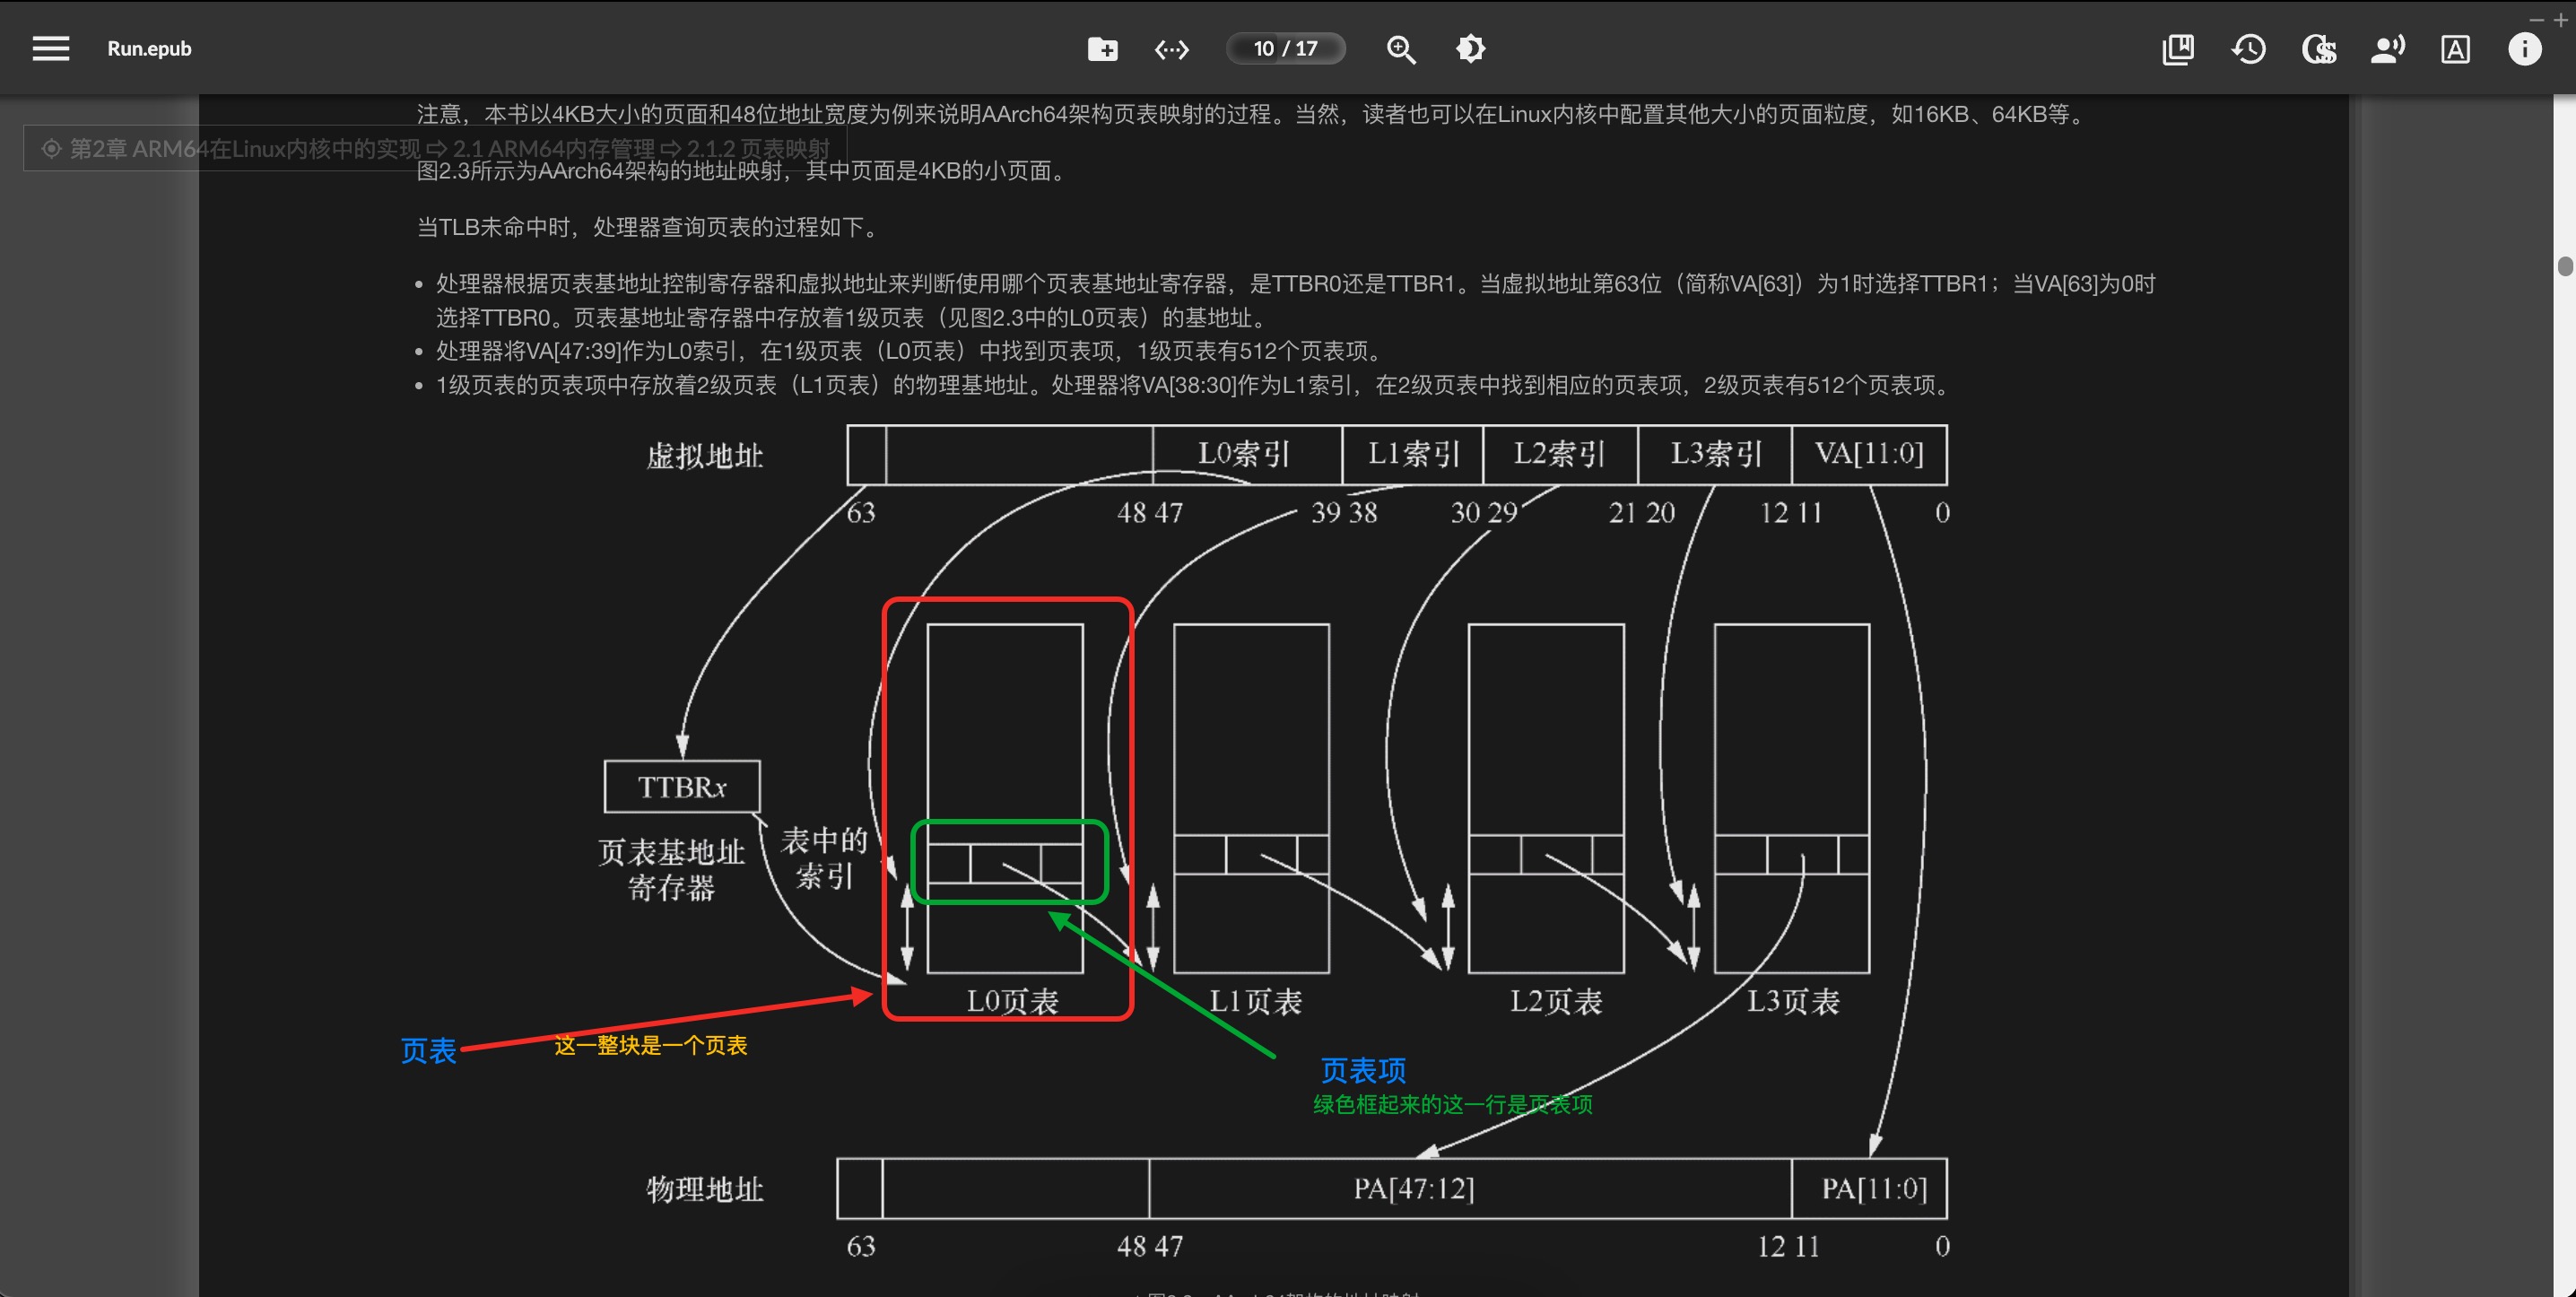 Run.epub
10 / 17
注意，本书以4KB大小的页面和48位地址宽度为例来说明AArch64架构页表映射的过程。当然，读者也可以在Linux内核中配置其他大小的页面粒度，如16KB、64KB等。
第2章 ARM64在Linux内核中的实现 ⇨ 2.1 ARM64内存管理 ⇨ 2.1.2 页表映射
图2.3所示为AArch64架构的地址映射，其中页面是4KB的小页面。
当TLB未命中时，处理器查询页表的过程如下。
• 处理器根据页表基地址控制寄存器和虚拟地址来判断使用哪个页表基地址寄存器，是TTBR0还是TTBR1。当虚拟地址第63位（简称VA[63]）为1时选择TTBR1；当VA[63]为0时
选择TTBR0。页表基地址寄存器中存放着1级页表（见图2.3中的L0页表）的基地址。
• 处理器将VA[47:39]作为L0索引，在1级页表（L0页表）中找到页表项，1级页表有512个页表项。
• 1级页表的页表项中存放着2级页表（L1页表）的物理基地址。处理器将VA[38:30]作为L1索引，在2级页表中找到相应的页表项，2级页表有512个页表项。
虚拟地址 L0索引 L1索引 L2索引 L3索引 VA[11:0]
63 48 47 39 38 30 29 21 20 12 11 0
TTBRx
页表基地址
寄存器
表中的
索引
L0页表 L1页表 L2页表 L3页表
页表 这一整块是一个页表
页表项
绿色框起来的这一行是页表项
物理地址 PA[47:12] PA[11:0]
63 48 47 12 11 0